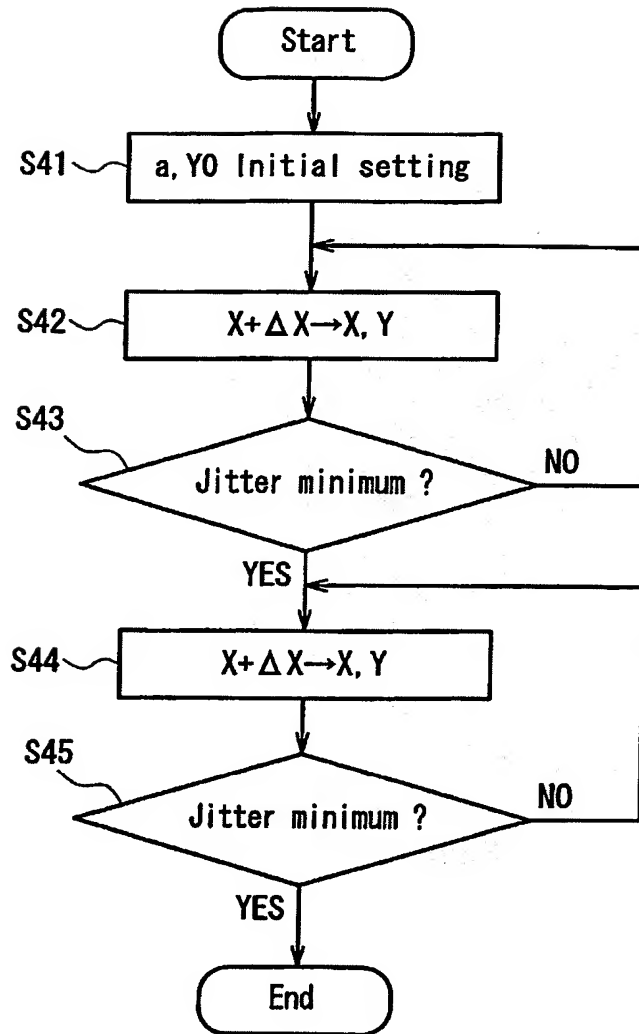 Start
S41
a, Y0 Initial setting
S42
X+ΔX→X, Y
S43
Jitter minimum ?
NO
YES
S44
X+ΔX→X, Y
S45
Jitter minimum ?
NO
YES
End